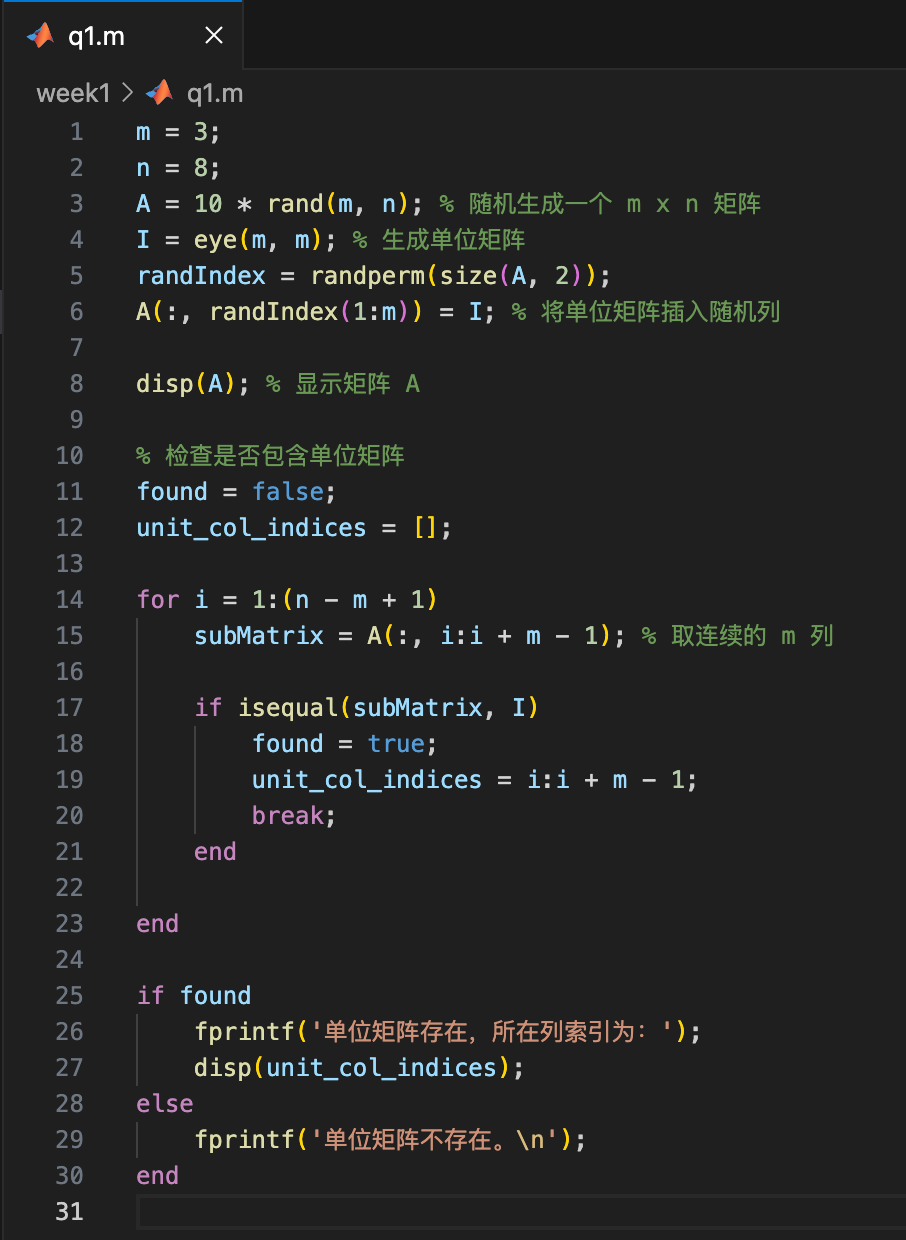 q1.m
week1 > q1.m
1 m = 3;
2 n = 8;
3 A = 10 * rand(m, n); % 随机生成一个 m x n 矩阵
4 I = eye(m, m); % 生成单位矩阵
5 randIndex = randperm(size(A, 2));
6 A(:, randIndex(1:m)) = I; % 将单位矩阵插入随机列
7
8 disp(A); % 显示矩阵 A
9
10 % 检查是否包含单位矩阵
11 found = false;
12 unit_col_indices = [];
13
14 for i = 1:(n - m + 1)
15     subMatrix = A(:, i:i + m - 1); % 取连续的 m 列
16
17     if isequal(subMatrix, I)
18         found = true;
19         unit_col_indices = i:i + m - 1;
20         break;
21     end
22
23 end
24
25 if found
26     fprintf('单位矩阵存在，所在列索引为：');
27     disp(unit_col_indices);
28 else
29     fprintf('单位矩阵不存在。\n');
30 end
31